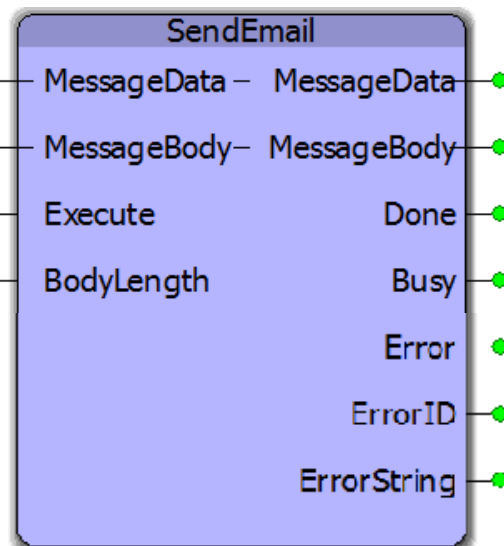 SendEmail
MessageData – MessageData
MessageBody – MessageBody
Execute Done
BodyLength Busy
Error
ErrorID
ErrorString